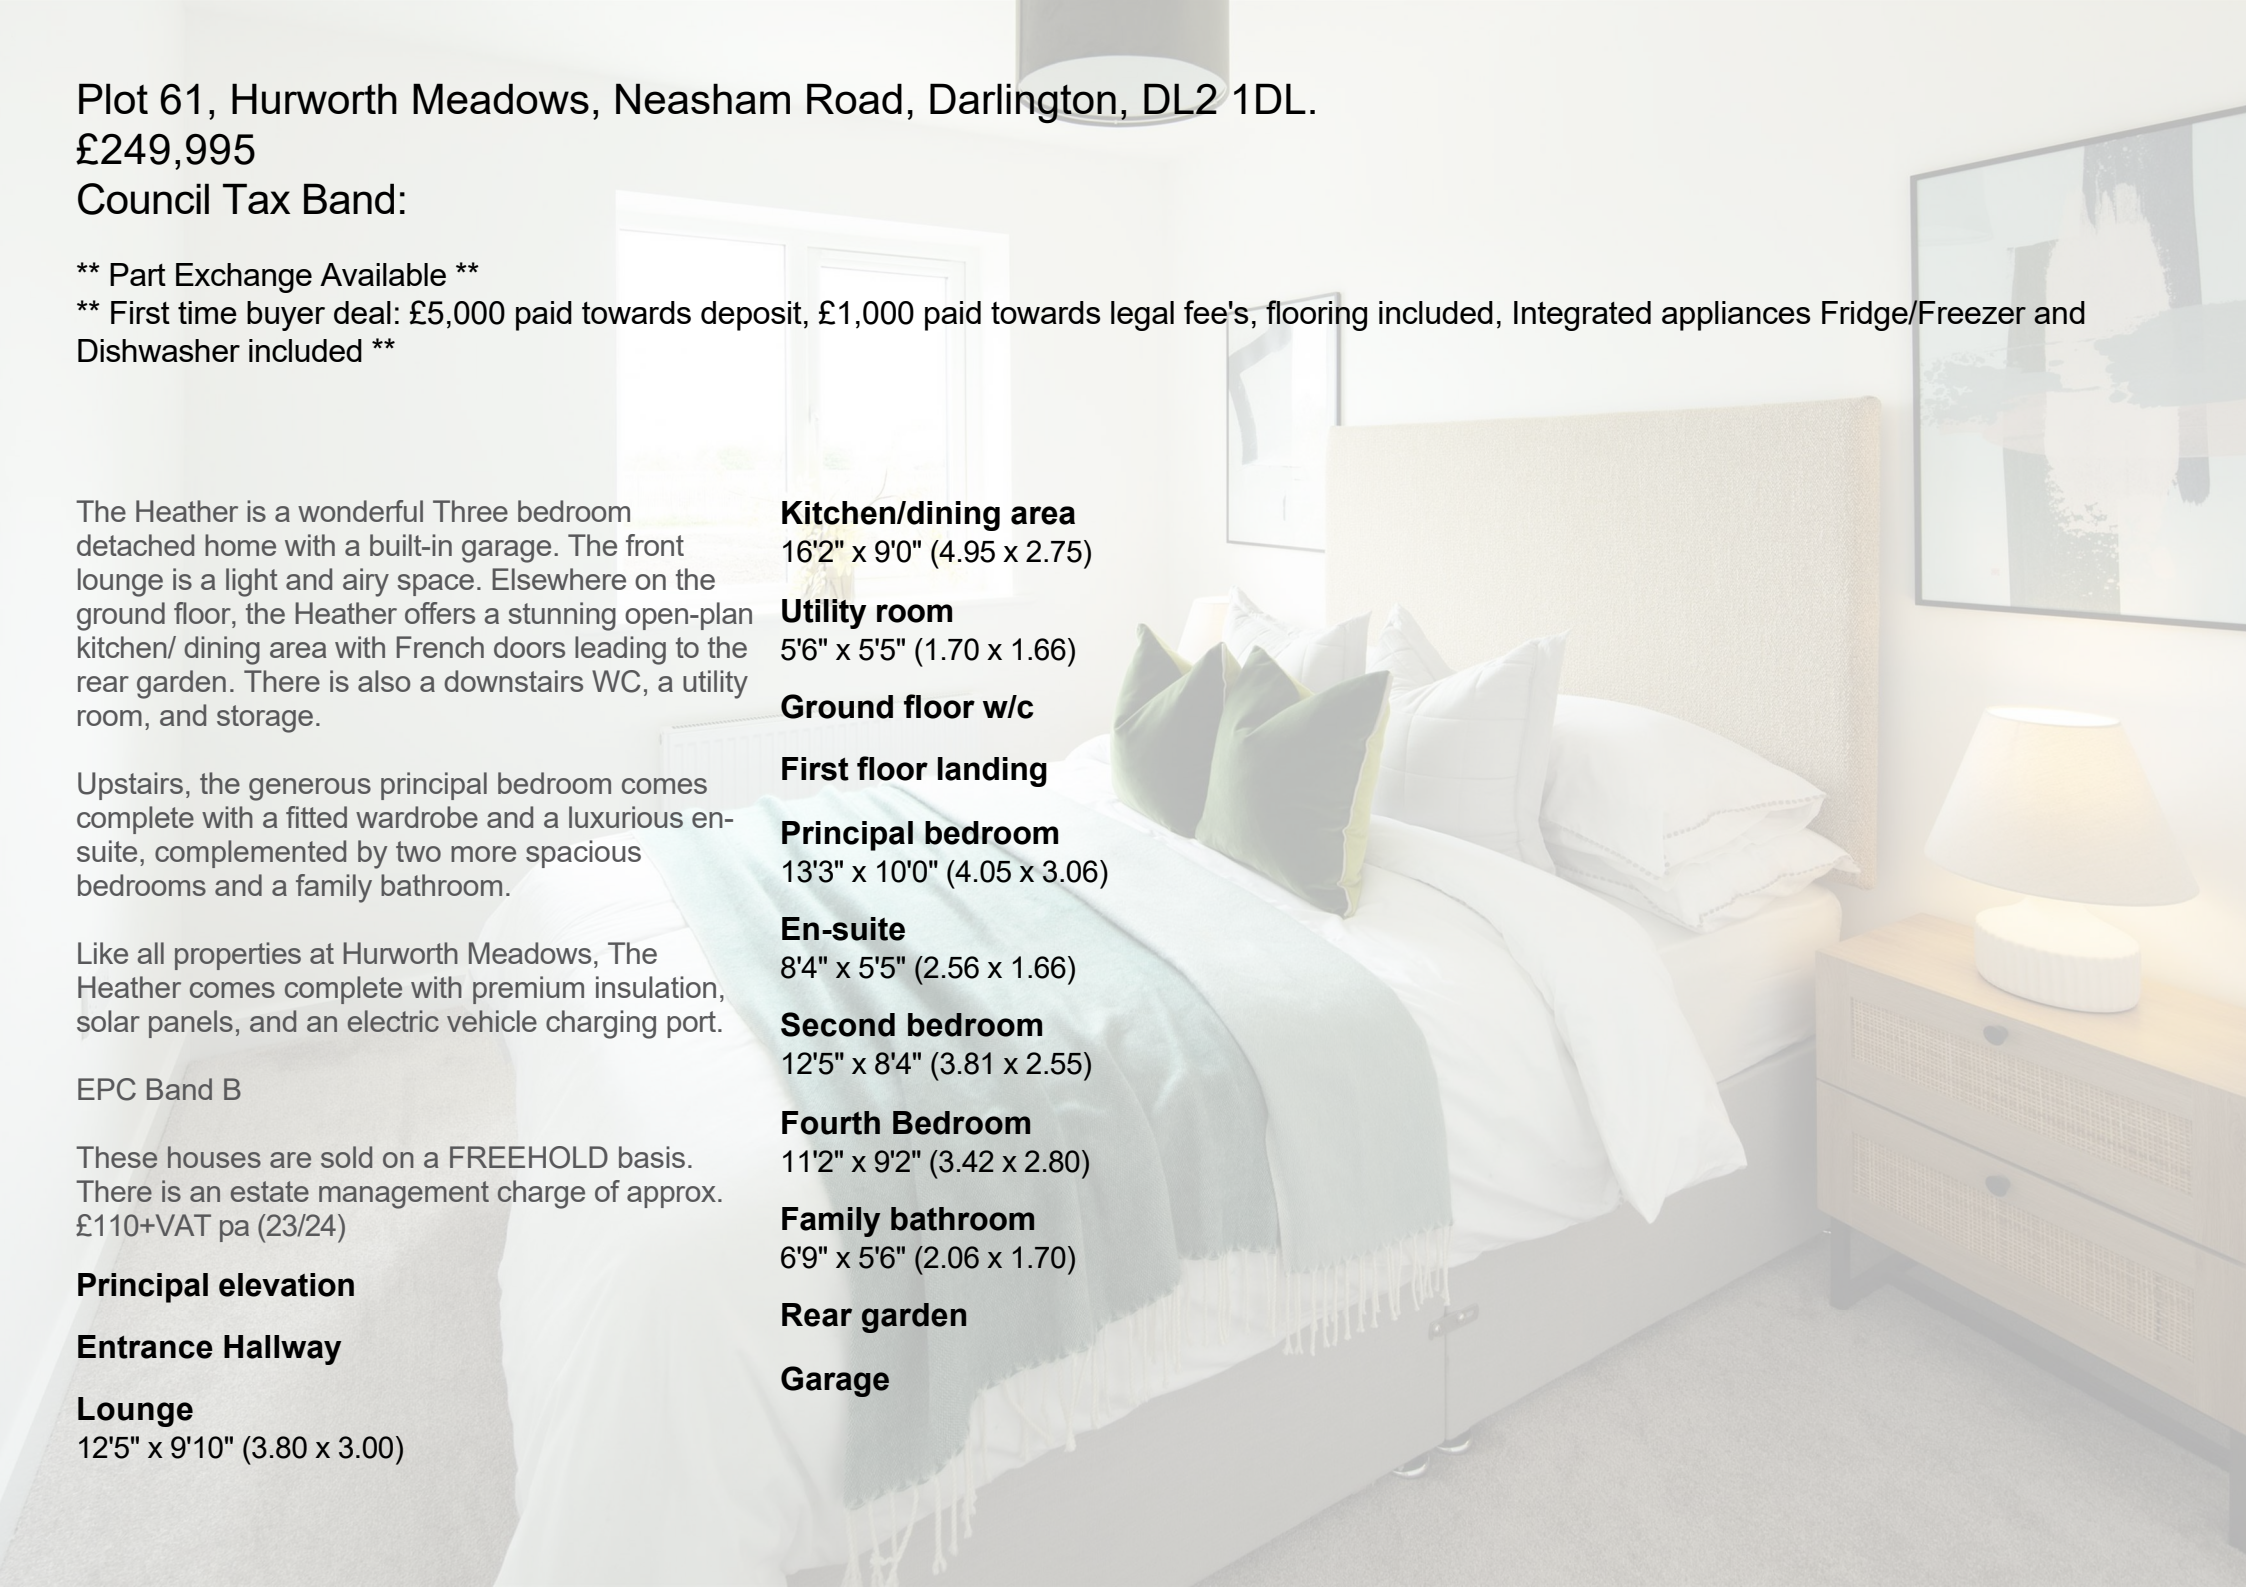 Plot 61, Hurworth Meadows, Neasham Road, Darlington, DL2 1DL.
£249,995
Council Tax Band:
** Part Exchange Available **
** First time buyer deal: £5,000 paid towards deposit, £1,000 paid towards legal fee's, flooring included, Integrated appliances Fridge/Freezer and
Dishwasher included **
The Heather is a wonderful Three bedroom
detached home with a built-in garage. The front
lounge is a light and airy space. Elsewhere on the
ground floor, the Heather offers a stunning open-plan
kitchen/ dining area with French doors leading to the
rear garden. There is also a downstairs WC, a utility
room, and storage.
Upstairs, the generous principal bedroom comes
complete with a fitted wardrobe and a luxurious en-
suite, complemented by two more spacious
bedrooms and a family bathroom.
Like all properties at Hurworth Meadows, The
Heather comes complete with premium insulation,
solar panels, and an electric vehicle charging port.
EPC Band B
These houses are sold on a FREEHOLD basis.
There is an estate management charge of approx.
£110+VAT pa (23/24)
Principal elevation
Entrance Hallway
Lounge
12'5" x 9'10" (3.80 x 3.00)
Kitchen/dining area
16'2" x 9'0" (4.95 x 2.75)
Utility room
5'6" x 5'5" (1.70 x 1.66)
Ground floor w/c
First floor landing
Principal bedroom
13'3" x 10'0" (4.05 x 3.06)
En-suite
8'4" x 5'5" (2.56 x 1.66)
Second bedroom
12'5" x 8'4" (3.81 x 2.55)
Fourth Bedroom
11'2" x 9'2" (3.42 x 2.80)
Family bathroom
6'9" x 5'6" (2.06 x 1.70)
Rear garden
Garage